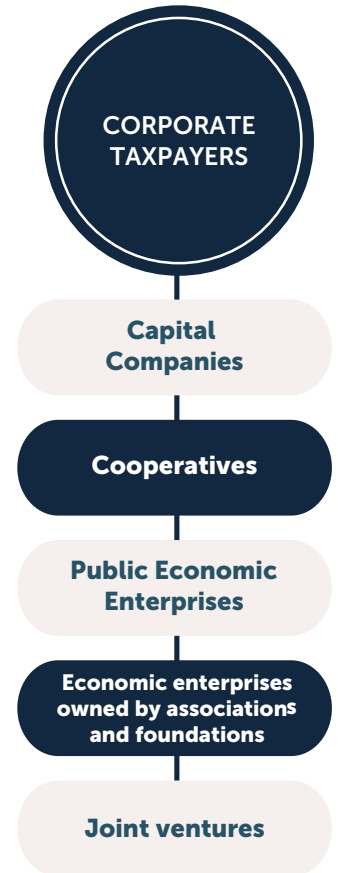 CORPORATE
TAXPAYERS
Capital
Companies
Cooperatives
Public Economic
Enterprises
Economic enterprises
owned by associations
and foundations
Joint ventures